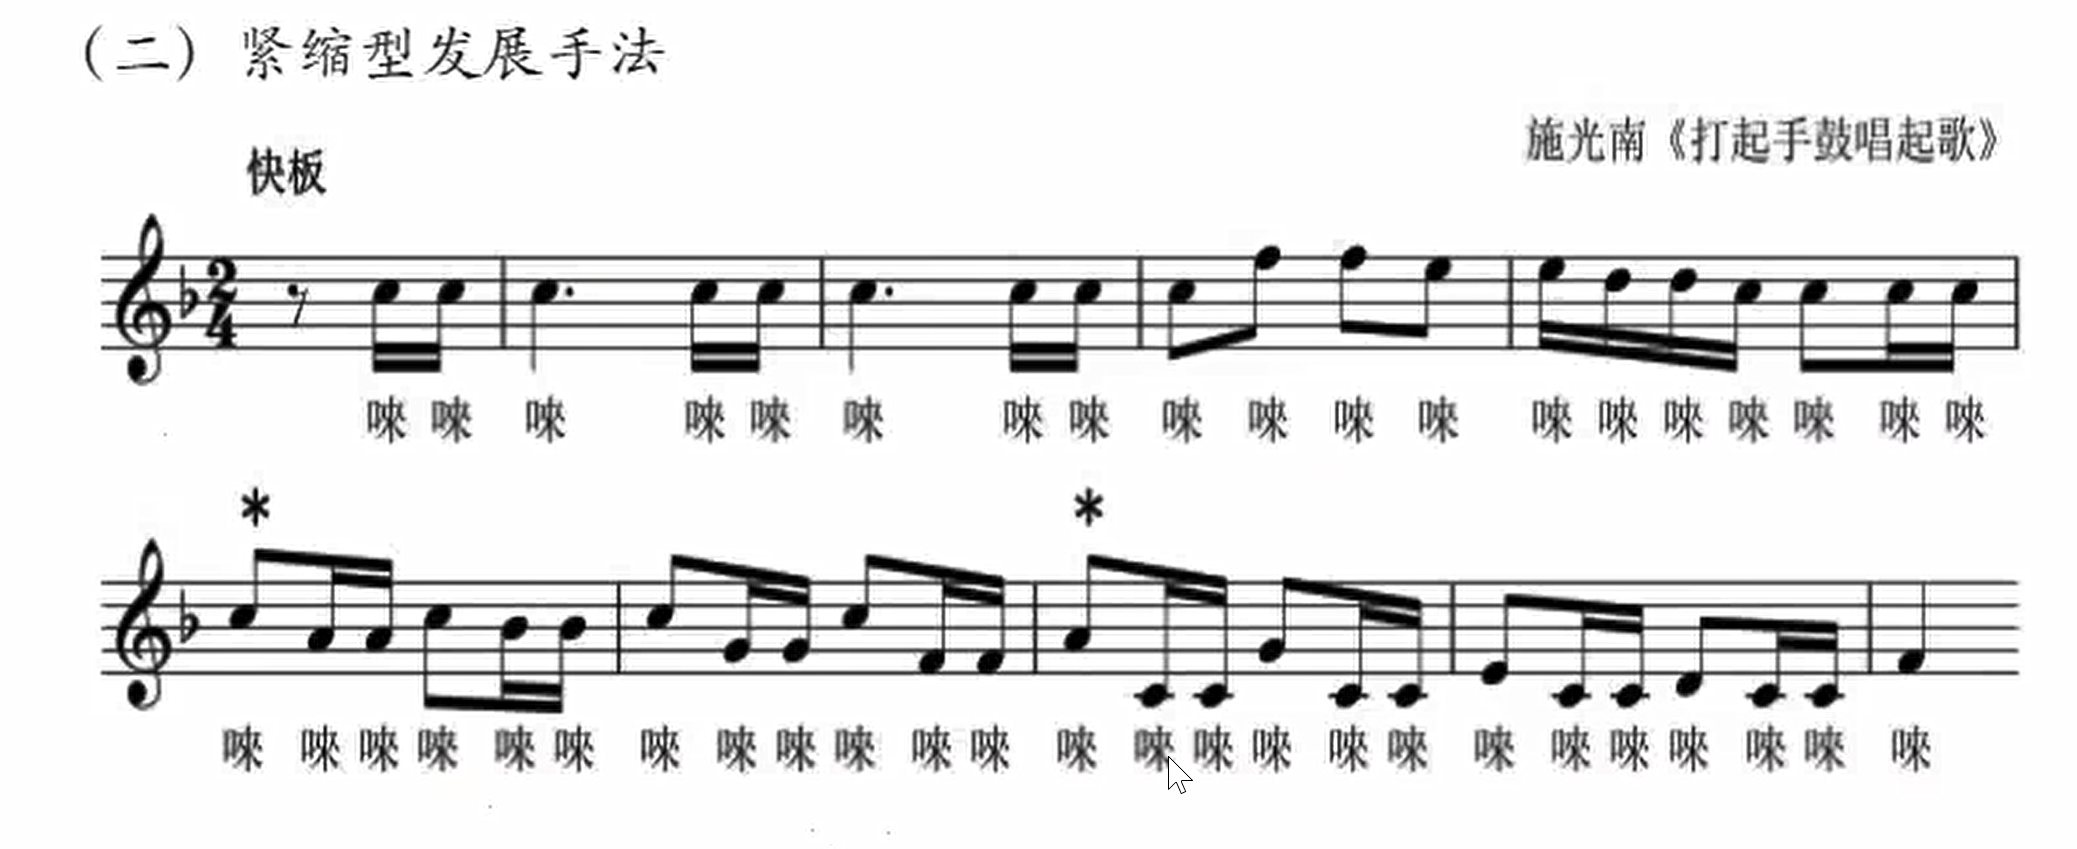 (二) 紧缩型发展手法
施光南《打起手鼓唱起歌》
快板
2
4
唻 唻 唻 唻 唻 唻 唻 唻 唻 唻 唻 唻 唻 唻 唻 唻 唻 唻 唻
*
*
唻 唻 唻 唻 唻 唻 唻 唻 唻 唻 唻 唻 唻 唻 唻 唻 唻 唻 唻 唻 唻 唻 唻 唻 唻